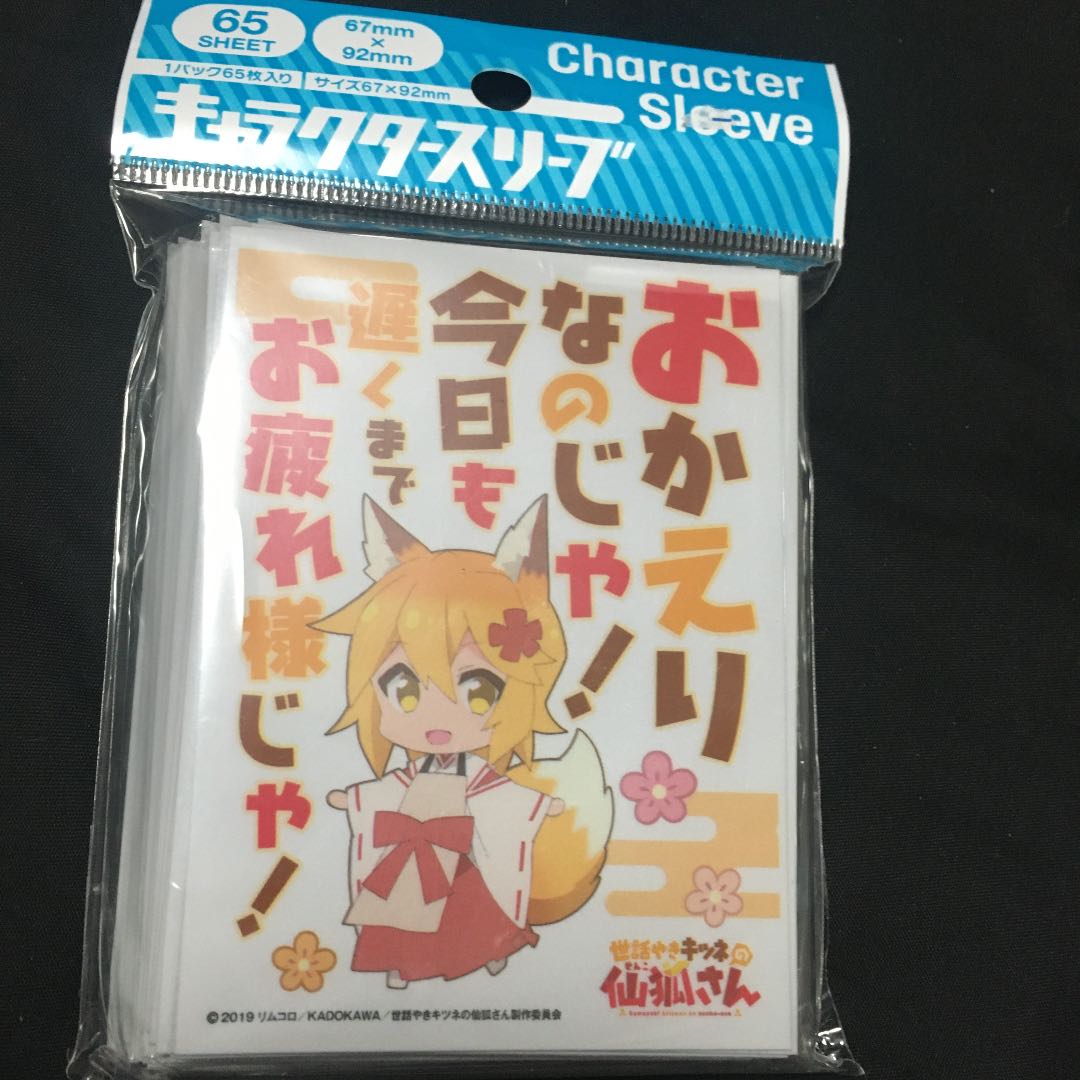 65
SHEET
67mm
×
92mm
Character
Sleeve
1パック65枚入り
サイズ67×92mm
キャラクタースリーブ
おかえり
なのじゃ!
今日も
遅くまで
お疲れ様じゃ!
世話やきキツネの
せんこ
仙狐さん
©2019 リムコロ/KADOKAWA/世話やきキツネの仙狐さん製作委員会